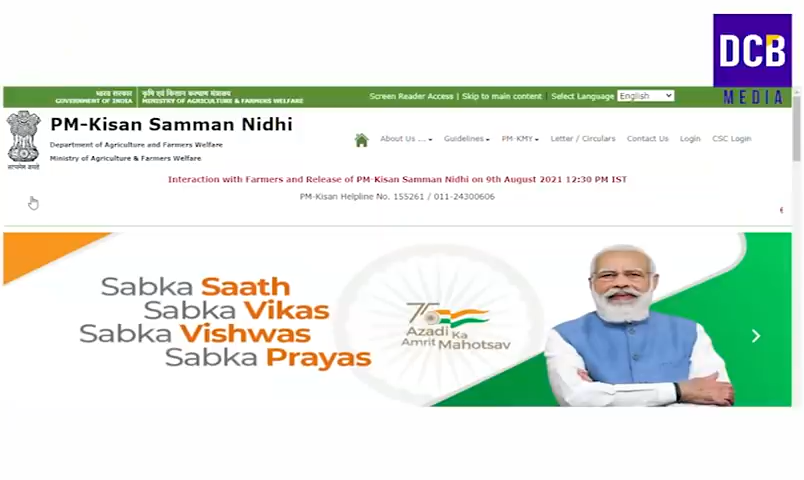 DCB
MEDIA
भारत सरकार
GOVERNMENT OF INDIA
कृषि एवं किसान कल्याण मंत्रालय
MINISTRY OF AGRICULTURE & FARMERS WELFARE
Screen Reader Access | Skip to main content | Select Language English
PM-Kisan Samman Nidhi
Department of Agriculture and Farmers Welfare
Ministry of Agriculture & Farmers Welfare
सत्यमेव जयते
About Us ... Guidelines PM-KMY Letter / Circulars Contact Us Login CSC Login
Interaction with Farmers and Release of PM-Kisan Samman Nidhi on 9th August 2021 12:30 PM IST
PM-Kisan Helpline No. 155261 / 011-24300606
Sabka Saath
Sabka Vikas
Sabka Vishwas
Sabka Prayas
75
Azadi Ka
Amrit Mahotsav